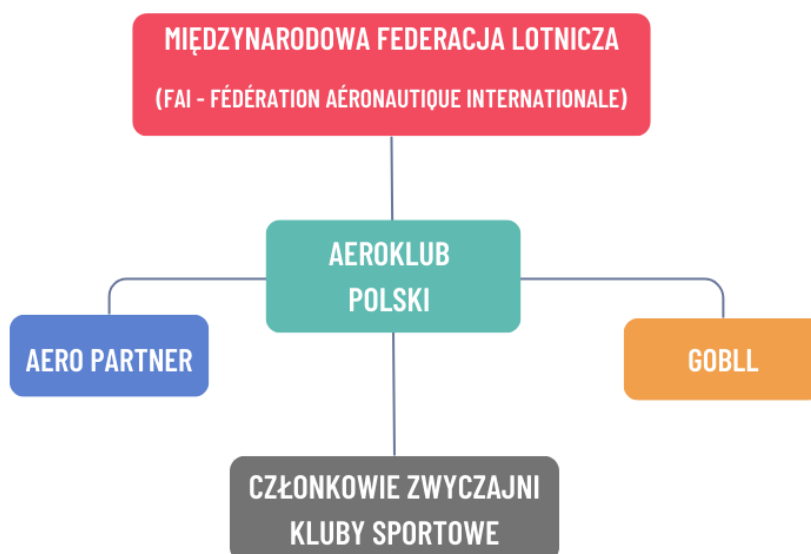 MIĘDZYNARODOWA FEDERACJA LOTNICZA
(FAI - FÉDÉRATION AÉRONAUTIQUE INTERNATIONALE)
AEROKLUB
POLSKI
AERO PARTNER
GOBLL
CZŁONKOWIE ZWYCZAJNI
KLUBY SPORTOWE